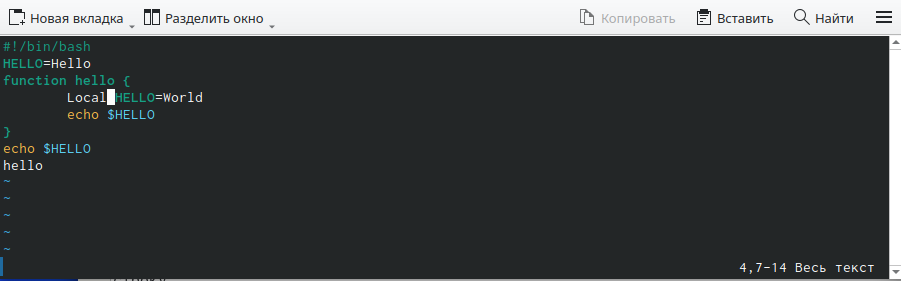 Новая вкладка Разделить окно Копировать Вставить Найти
#!/bin/bash
HELLO=Hello
function hello {
Local HELLO=World
echo $HELLO
}
echo $HELLO
hello
~
~
~
~
~
4,7-14 Весь текст